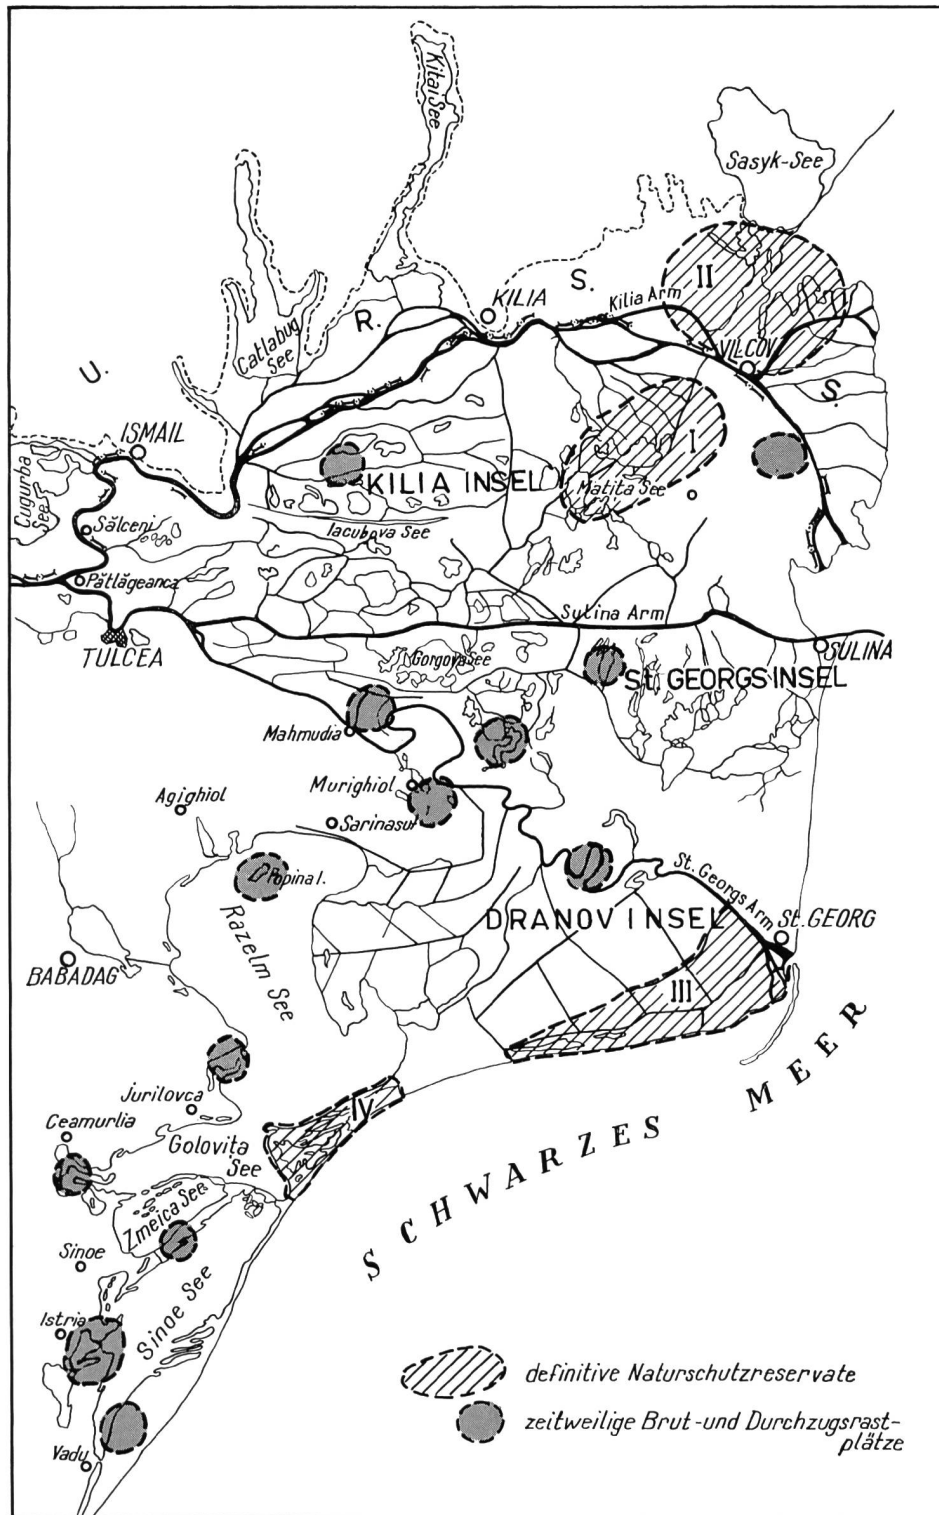 Kitai See
Sasyk-See
II
S.
KILIA
Kilia Arm
R.
Catlabug
See
VILCOV
U.
S.
ISMAIL
I
Cugurba
See
KILIA INSEL
Matita See
Sălceni
Iacubova See
Pătlăgeanca
Sulina Arm
TULCEA
Gorgova See
SULINA
St. GEORGSINSEL
Mahmudia
Murighiol
Agighiol
Sarinasuf
Popina I.
St. Georgs Arm
DRANOV INSEL
St. GEORG
Razelm See
BABADAG
III
SCHWARZES MEER
Jurilovca
IV
Ceamurlia
Golovița
See
Zmeica See
Sinoe
Sinoe See
Istria
definitive Naturschutzreservate
zeitweilige Brut-und Durchzugsrast-
plätze
Vadu